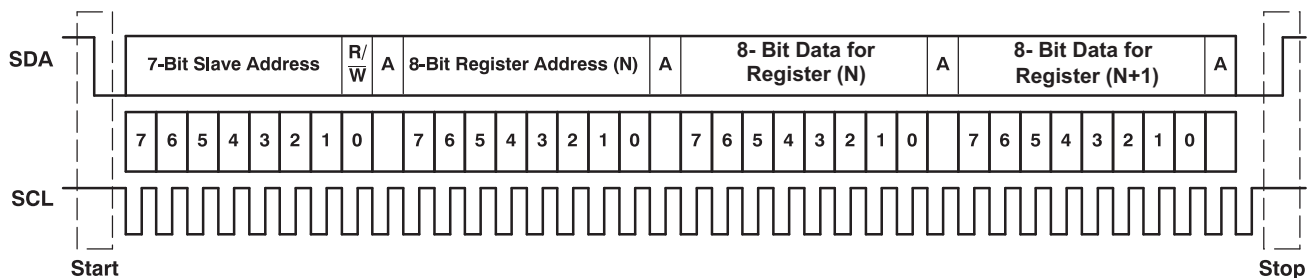 SDA
7-Bit Slave Address
R/
W
A
8-Bit Register Address (N)
A
8- Bit Data for
Register (N)
A
8- Bit Data for
Register (N+1)
A
7 6 5 4 3 2 1 0 7 6 5 4 3 2 1 0 7 6 5 4 3 2 1 0 7 6 5 4 3 2 1 0
SCL
Start
Stop